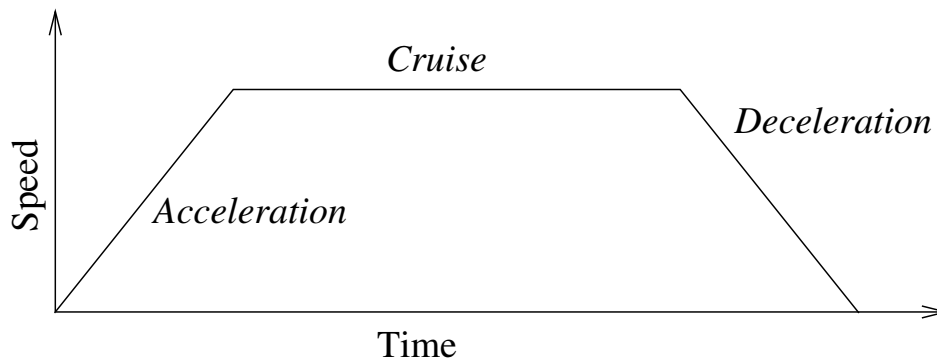 Cruise
Deceleration
Speed
Acceleration
Time